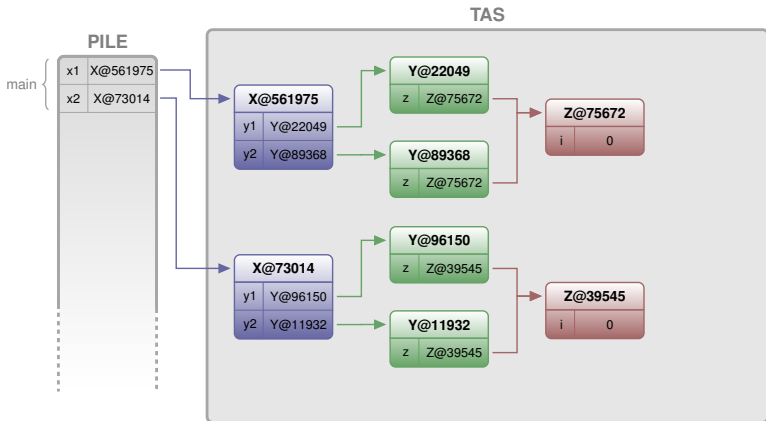 TAS
PILE
main
x1 X@561975
x2 X@73014
X@561975
y1 Y@22049
y2 Y@89368
Y@22049
z Z@75672
Y@89368
z Z@75672
Z@75672
i 0
X@73014
y1 Y@96150
y2 Y@11932
Y@96150
z Z@39545
Y@11932
z Z@39545
Z@39545
i 0